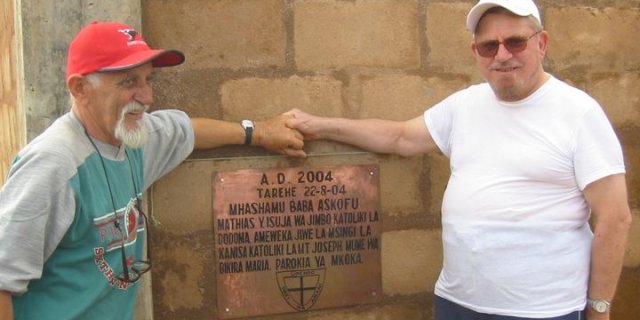 A.D. 2004
TAREHE 22-8-04
MHASHAMU BABA ASKOFU
MATHIAS Y. ISUJA WA JIMBO KATOLIKI LA
DODOMA, AMEWEKA JIWE LA MSINGI LA
KANISA KATOLIKI LA MT JOSEPH MUME WA
BIKIRA MARIA. PAROKIA YA MKOKA.